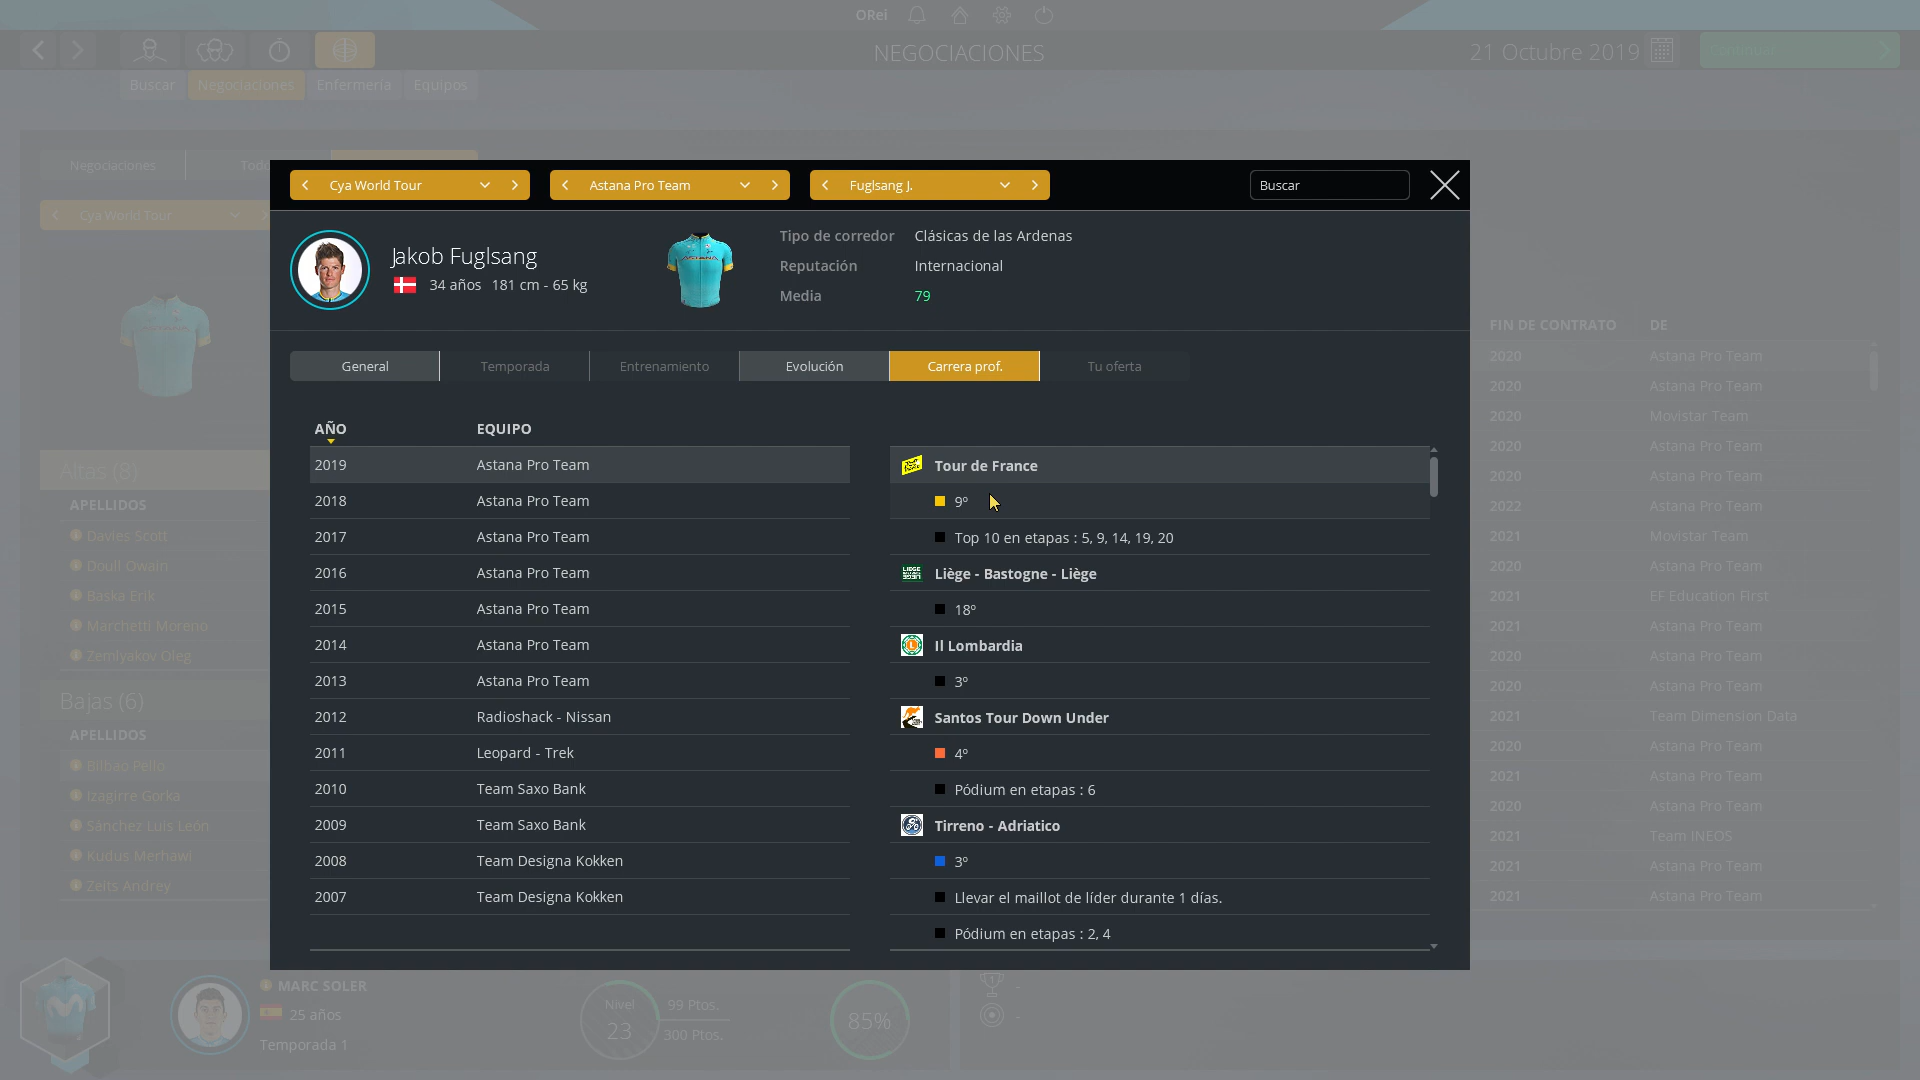 ORei
NEGOCIACIONES
21 Octubre 2019
Buscar
Negociaciones
Enfermería
Equipos
Negociaciones
Cya World Tour
Cya World Tour
Astana Pro Team
Fuglsang J.
Buscar
Jakob Fuglsang
34 años 181 cm - 65 kg
Tipo de corredor Clásicas de las Ardenas
Reputación Internacional
Media 79
General
Temporada
Entrenamiento
Evolución
Carrera prof.
Tu oferta
AÑO EQUIPO
2019 Astana Pro Team
2018 Astana Pro Team
2017 Astana Pro Team
2016 Astana Pro Team
2015 Astana Pro Team
2014 Astana Pro Team
2013 Astana Pro Team
2012 Radioshack - Nissan
2011 Leopard - Trek
2010 Team Saxo Bank
2009 Team Saxo Bank
2008 Team Designa Kokken
2007 Team Designa Kokken
Tour de France
9º
Top 10 en etapas : 5, 9, 14, 19, 20
Liège - Bastogne - Liège
18º
Il Lombardia
3º
Santos Tour Down Under
4º
Pódium en etapas : 6
Tirreno - Adriatico
3º
Llevar el maillot de líder durante 1 días.
Pódium en etapas : 2, 4
Altas (8)
APELLIDOS
Davies Scott
Doull Owain
Baska Erik
Marchetti Moreno
Zemlyakov Oleg
Bajas (6)
APELLIDOS
Bilbao Pello
Izagirre Gorka
Sánchez Luis León
Kudus Merhawi
Zeits Andrey
FIN DE CONTRATO DE
2020 Astana Pro Team
2020 Astana Pro Team
2020 Movistar Team
2020 Astana Pro Team
2020 Astana Pro Team
2022 Astana Pro Team
2021 Movistar Team
2020 Astana Pro Team
2021 EF Education First
2021 Astana Pro Team
2020 Astana Pro Team
2020 Astana Pro Team
2021 Team Dimension Data
2020 Astana Pro Team
2021 Astana Pro Team
2020 Astana Pro Team
2021 Team INEOS
2021 Astana Pro Team
2021 Astana Pro Team
MARC SOLER
25 años
Temporada 1
Nivel
23
99 Ptos.
300 Ptos.
85%